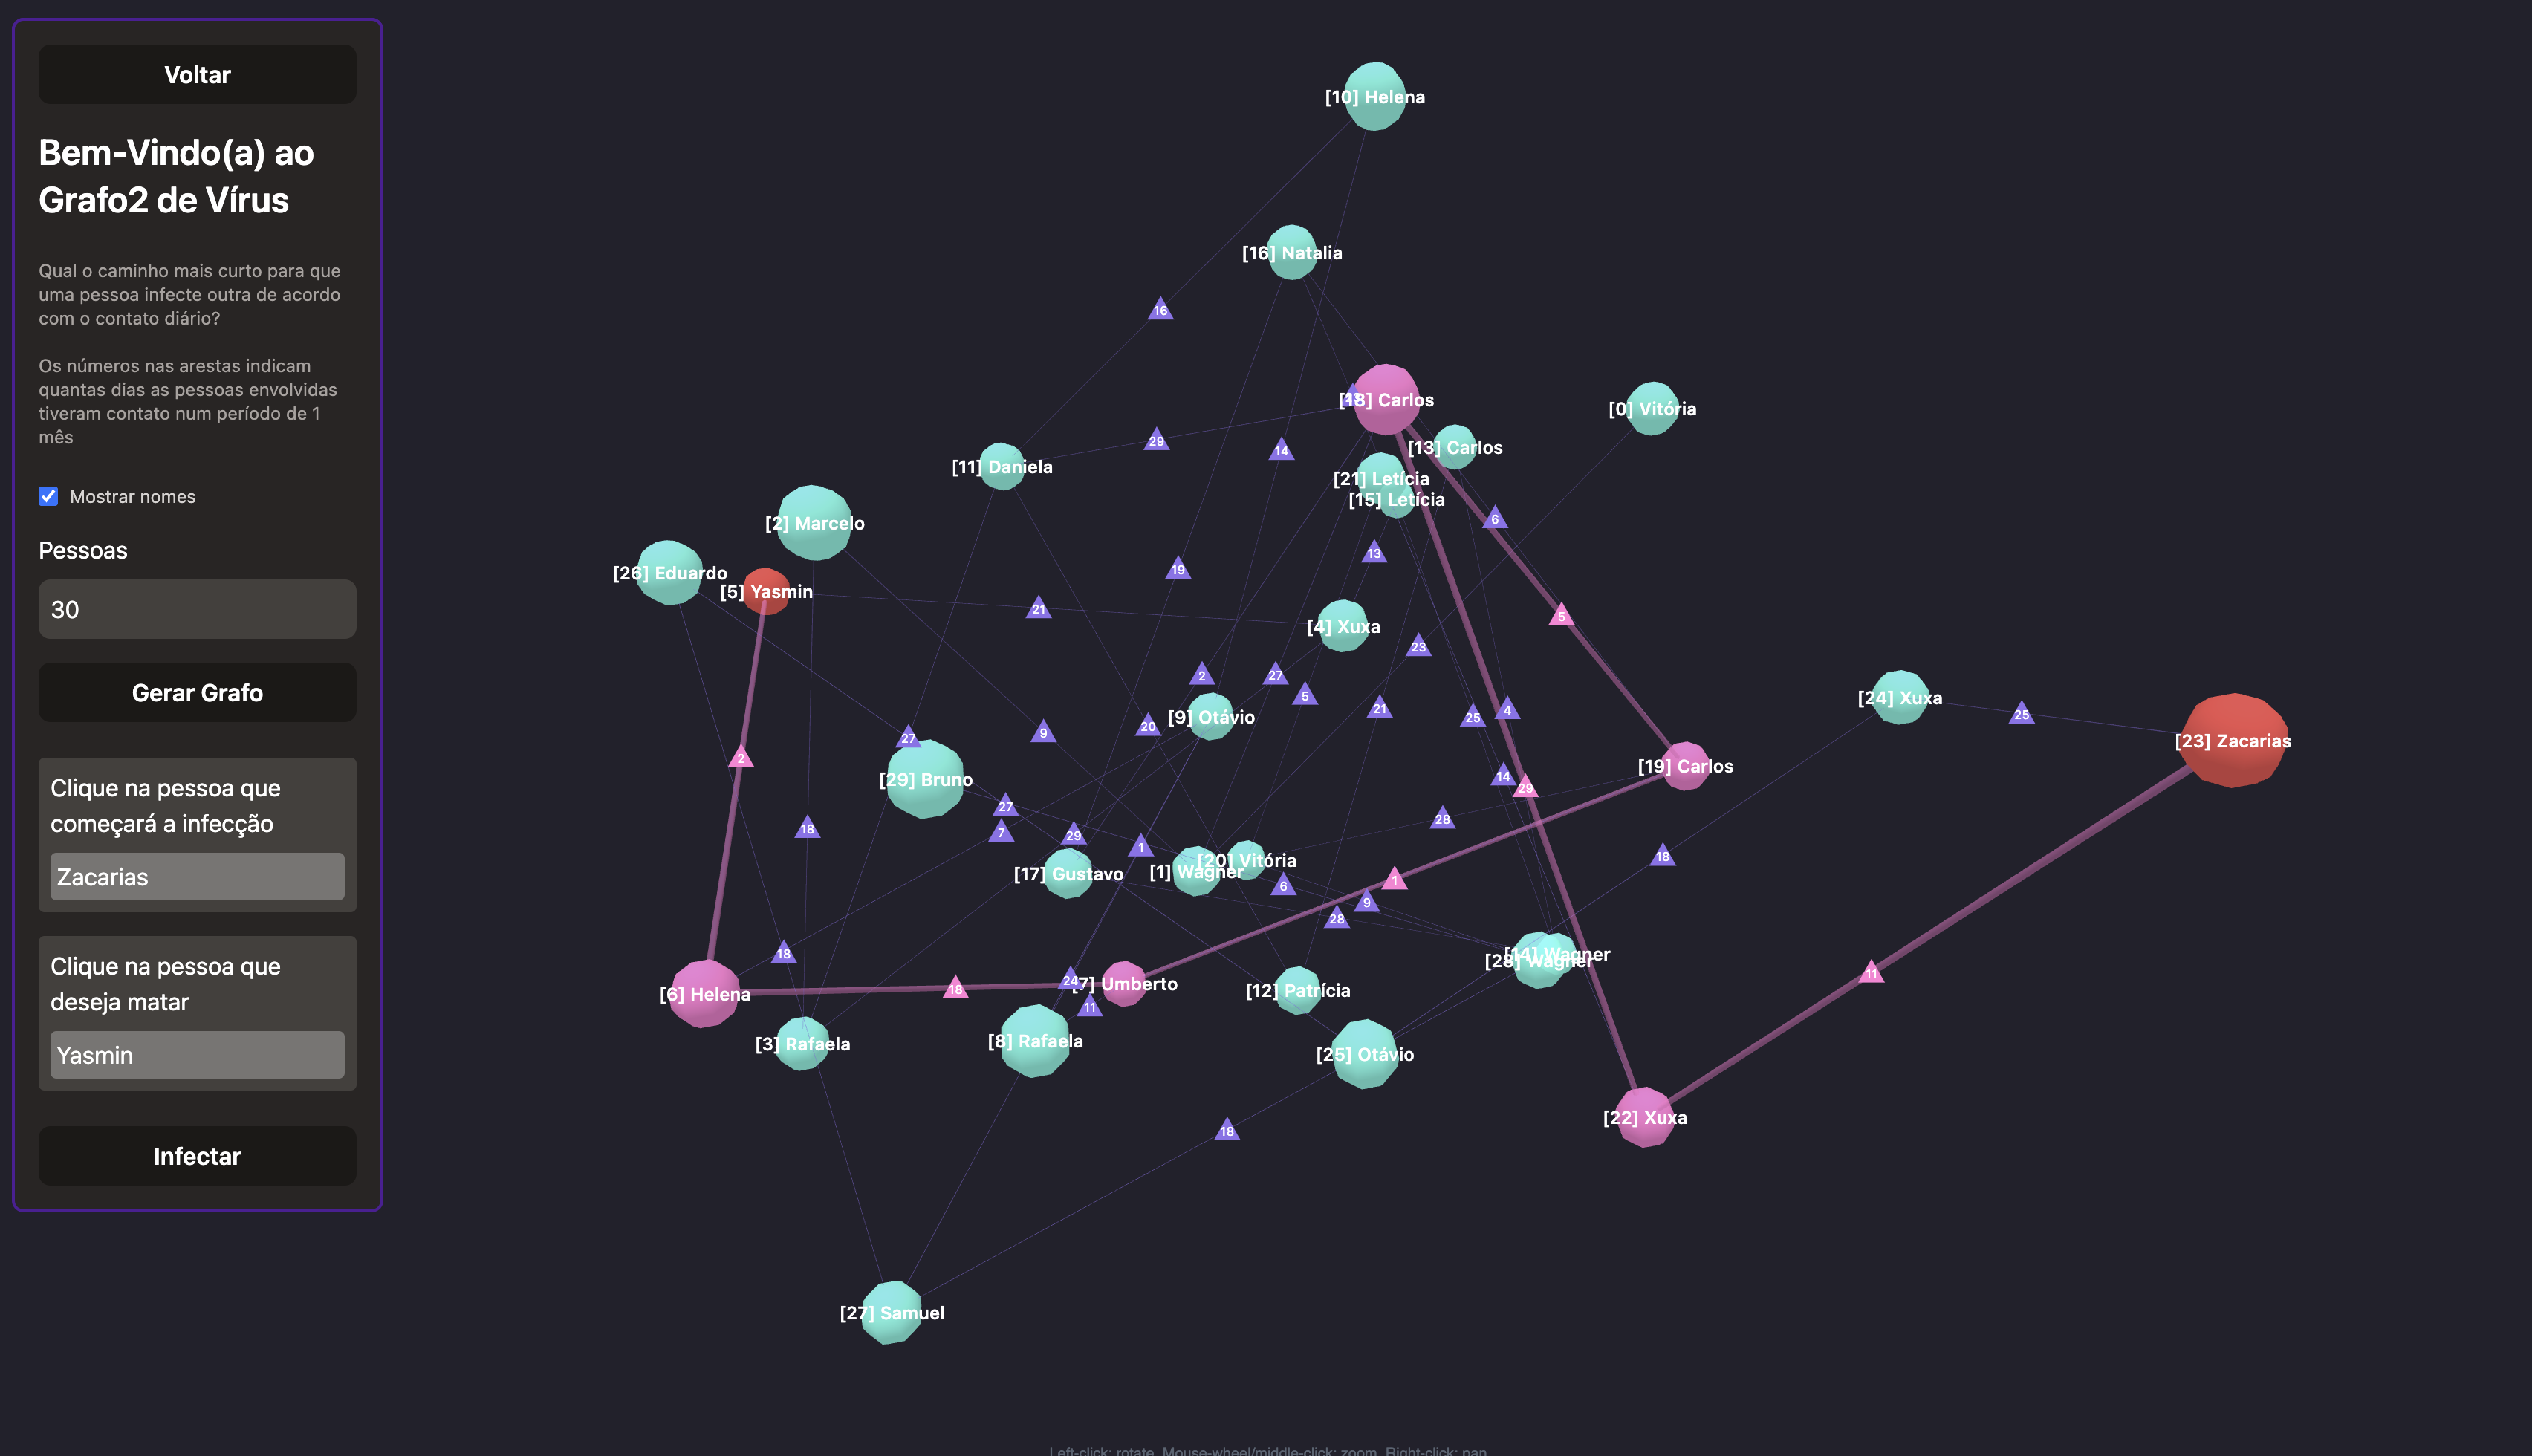 Voltar
Bem-Vindo(a) ao
Grafo2 de Vírus
Qual o caminho mais curto para que
uma pessoa infecte outra de acordo
com o contato diário?
Os números nas arestas indicam
quantas dias as pessoas envolvidas
tiveram contato num período de 1
mês
Mostrar nomes
Pessoas
30
Gerar Grafo
Clique na pessoa que
começará a infecção
Zacarias
Clique na pessoa que
deseja matar
Yasmin
Infectar
[10] Helena
[16] Natalia
16
[18] Carlos
[0] Vitória
29
14
[13] Carlos
[11] Daniela
[21] Letícia
[15] Letícia
[2] Marcelo
6
13
19
[26] Eduardo
[5] Yasmin
21
5
[4] Xuxa
23
2
27
5
[24] Xuxa
21
25
4
25
[9] Otávio
20
9
27
[23] Zacarias
2
[19] Carlos
14
29
[29] Bruno
27
28
18
7
29
1
18
[20] Vitória
[17] Gustavo
[1] Wagner
1
6
9
28
18
[14] Wagner
[28] Wagner
11
24
[7] Umberto
18
[6] Helena
[12] Patrícia
11
[3] Rafaela
[8] Rafaela
[25] Otávio
[22] Xuxa
18
[27] Samuel
Left-click: rotate, Mouse-wheel/middle-click: zoom, Right-click: pan